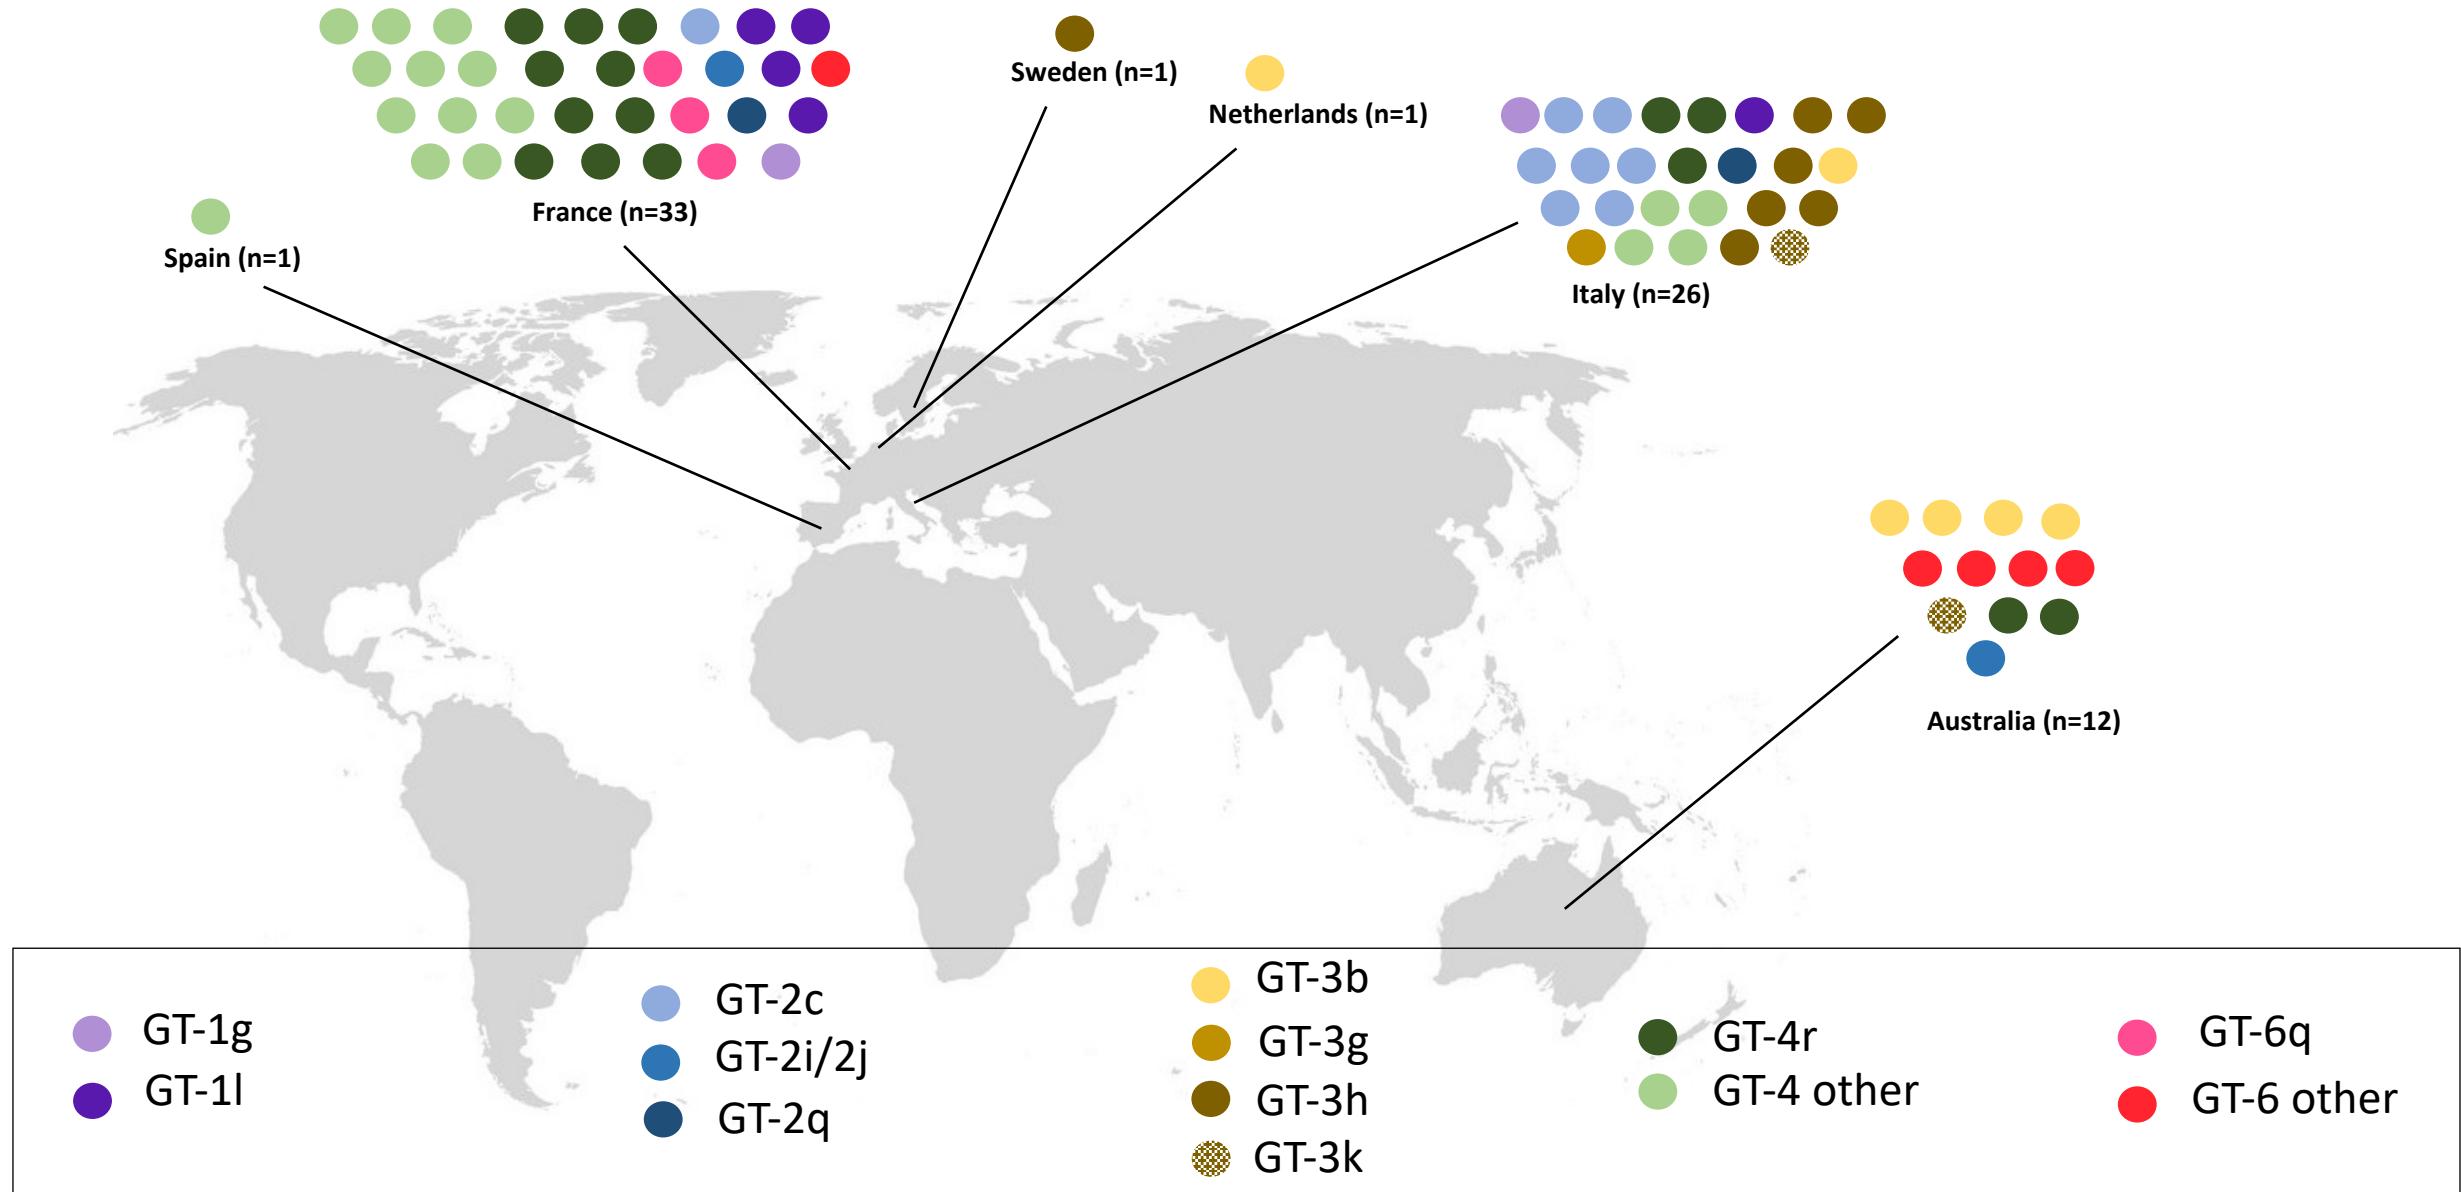 Sweden (n=1)
Netherlands (n=1)
France (n=33)
Spain (n=1)
Italy (n=26)
Australia (n=12)
GT-1g
GT-1l
GT-2c
GT-2i/2j
GT-2q
GT-3b
GT-3g
GT-3h
GT-3k
GT-4r
GT-4 other
GT-6q
GT-6 other